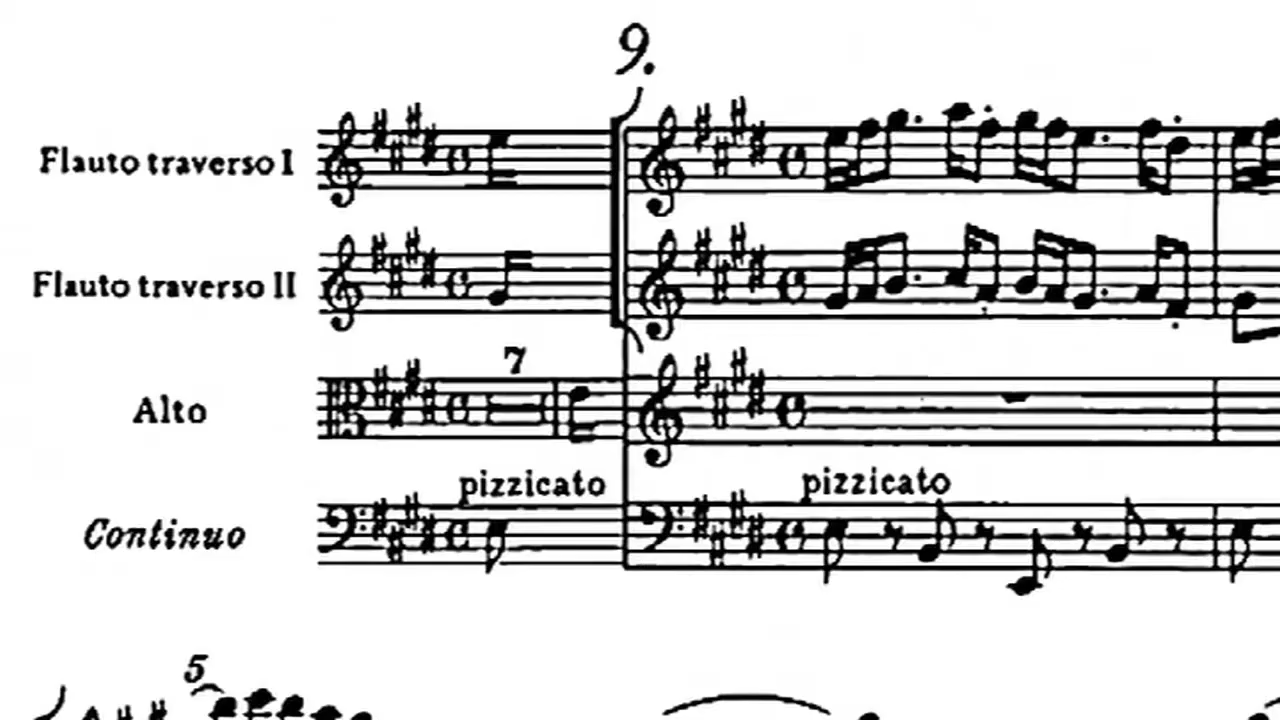 9.
Flauto traverso I
Flauto traverso II
7
Alto
pizzicato pizzicato
Continuo
5